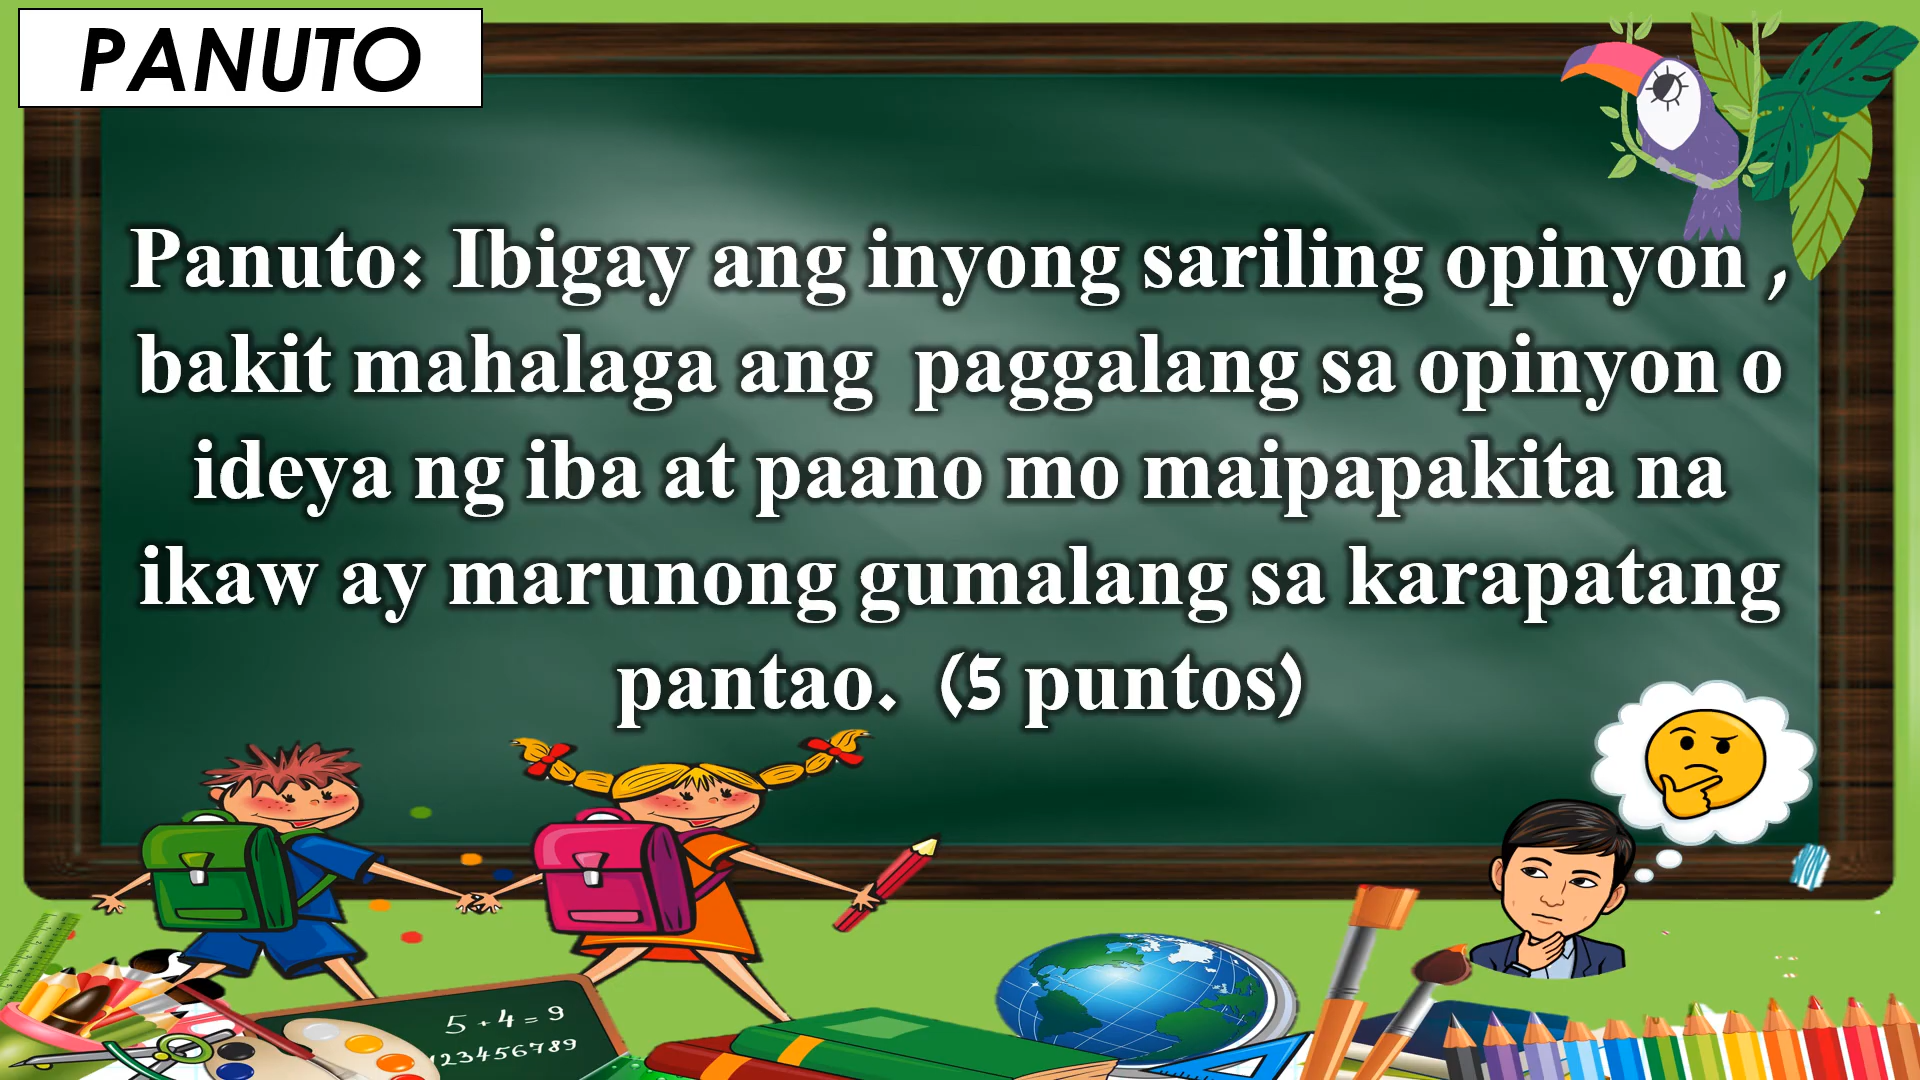 PANUTO
Panuto: Ibigay ang inyong sariling opinyon ,
bakit mahalaga ang paggalang sa opinyon o
ideya ng iba at paano mo maipapakita na
ikaw ay marunong gumalang sa karapatang
pantao. (5 puntos)
5 + 4 = 9
123456789